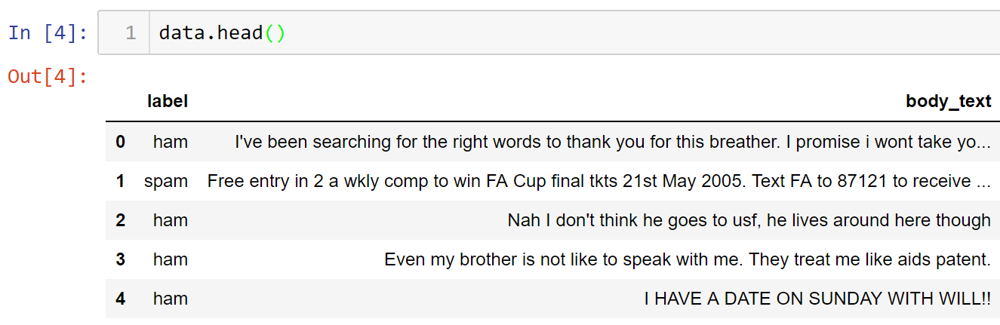 In [4]: 1 data.head()
Out[4]:
label body_text
0 ham I've been searching for the right words to thank you for this breather. I promise i wont take yo...
1 spam Free entry in 2 a wkly comp to win FA Cup final tkts 21st May 2005. Text FA to 87121 to receive ...
2 ham Nah I don't think he goes to usf, he lives around here though
3 ham Even my brother is not like to speak with me. They treat me like aids patent.
4 ham I HAVE A DATE ON SUNDAY WITH WILL!!